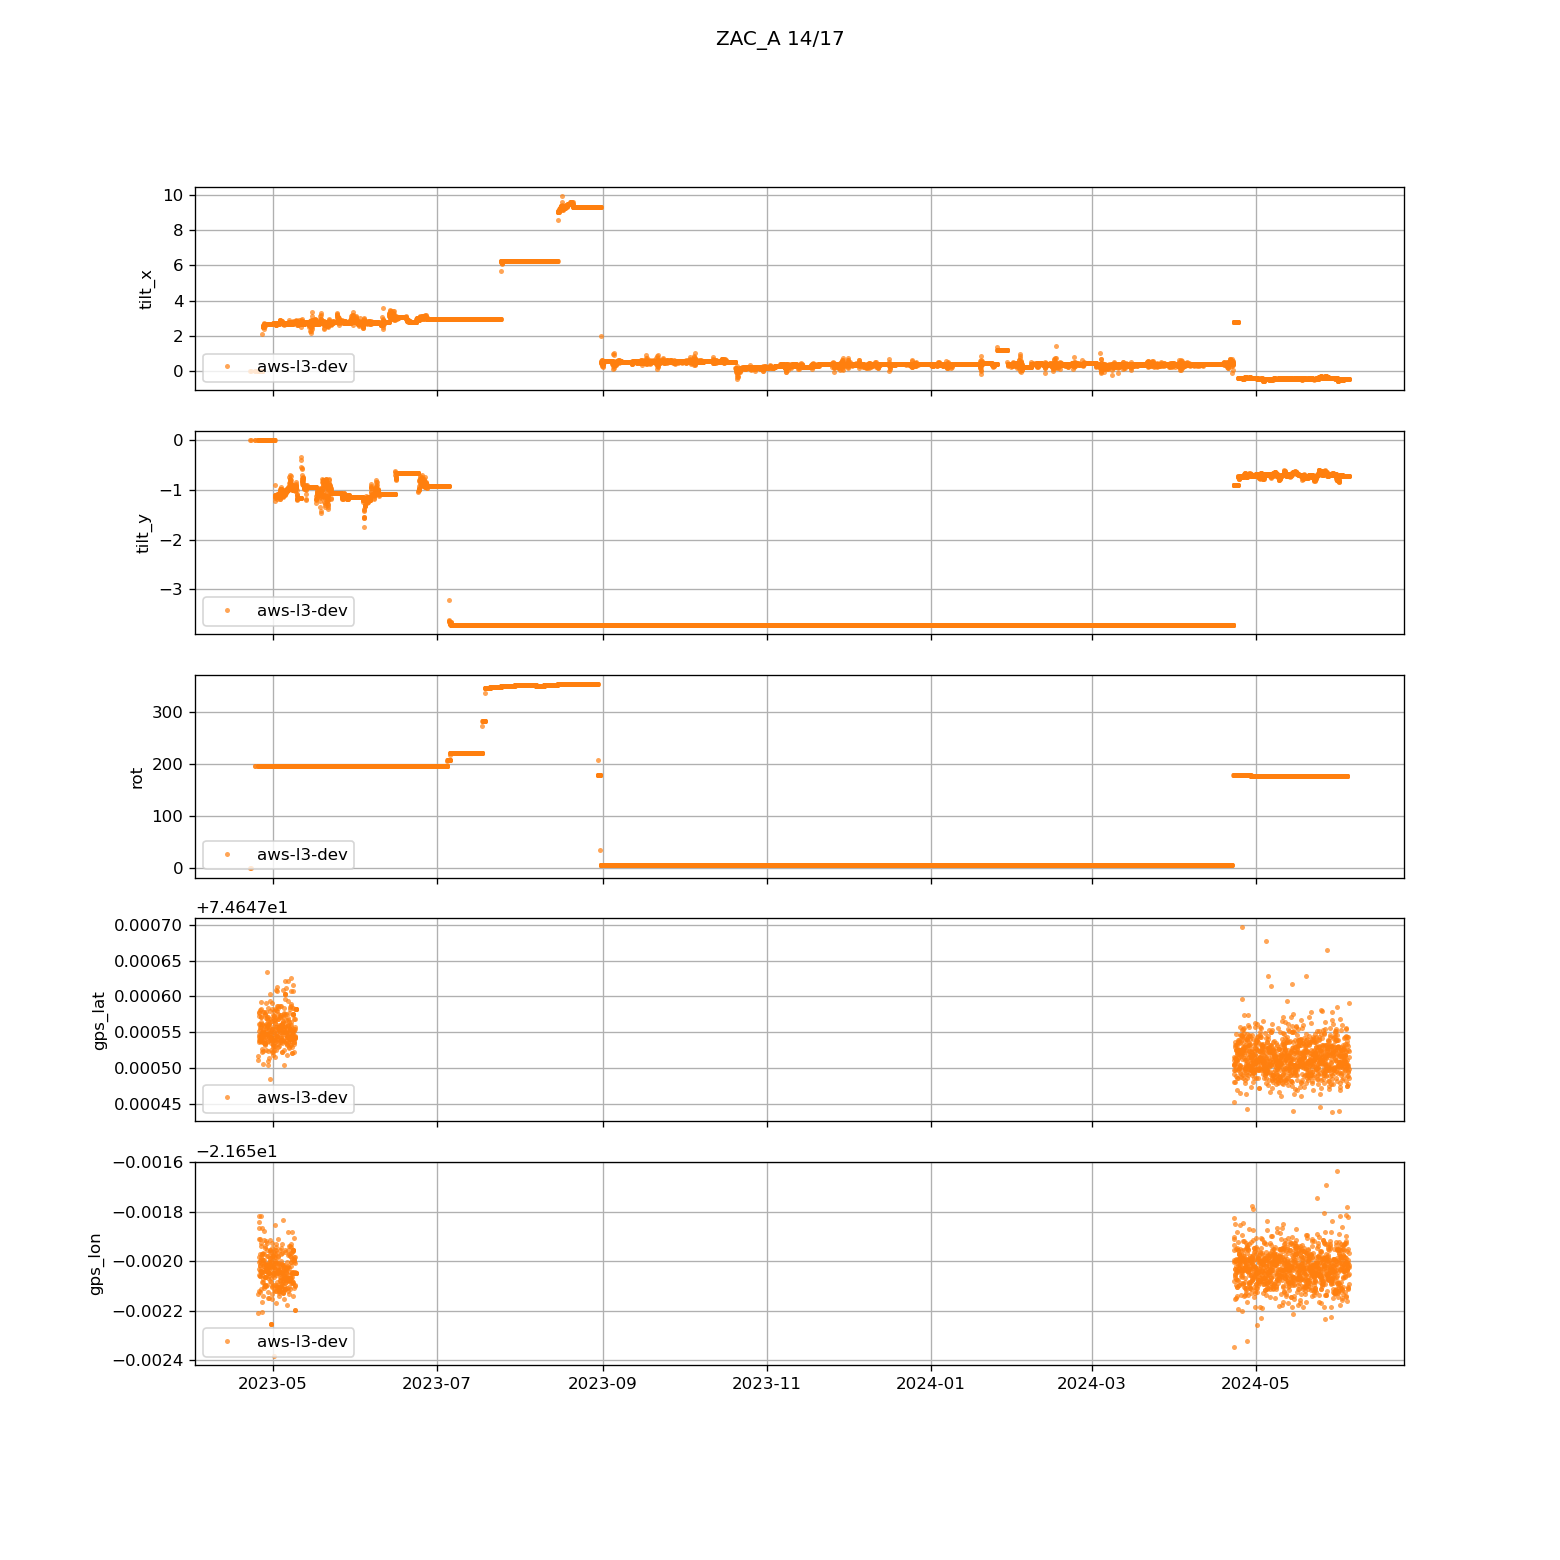 ZAC_A 14/17
10
8
6
4
2
0
tilt_x
aws-l3-dev
0
−1
−2
−3
tilt_y
aws-l3-dev
300
200
100
0
rot
aws-l3-dev
+7.4647e1
0.00070
0.00065
0.00060
0.00055
0.00050
0.00045
gps_lat
aws-l3-dev
−2.165e1
−0.0016
−0.0018
−0.0020
−0.0022
−0.0024
gps_lon
aws-l3-dev
2023-05 2023-07 2023-09 2023-11 2024-01 2024-03 2024-05